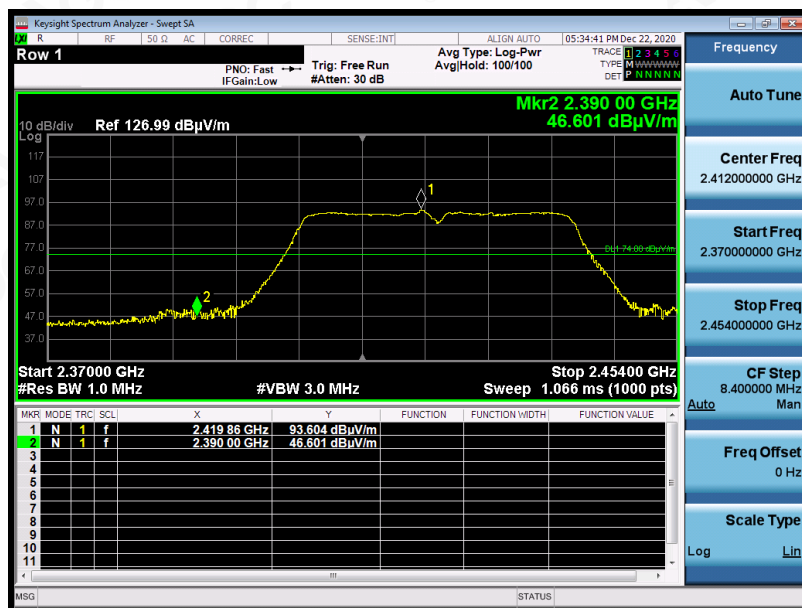 Keysight Spectrum Analyzer - Swept SA
R RF 50 Ω AC CORREC SENSE:INT ALIGN AUTO 05:34:41 PM Dec 22, 2020
Row 1
PNO: Fast
IFGain:Low
Trig: Free Run
#Atten: 30 dB
Avg Type: Log-Pwr
Avg|Hold: 100/100
TRACE 1 2 3 4 5 6
TYPE M W W W W W
DET P N N N N N
Mkr2 2.390 00 GHz
46.601 dBµV/m
10 dB/div Ref 126.99 dBµV/m
Log
117
107
97.0
87.0
77.0
67.0
57.0
47.0
37.0
1
2
DL1 74.00 dBµV/m
Start 2.37000 GHz Stop 2.45400 GHz
#Res BW 1.0 MHz #VBW 3.0 MHz Sweep 1.066 ms (1000 pts)
MKR MODE TRC SCL X Y FUNCTION FUNCTION WIDTH FUNCTION VALUE
1 N 1 f 2.419 86 GHz 93.604 dBµV/m
2 N 1 f 2.390 00 GHz 46.601 dBµV/m
3
4
5
6
7
8
9
10
11
MSG STATUS
Frequency
Auto Tune
Center Freq
2.412000000 GHz
Start Freq
2.370000000 GHz
Stop Freq
2.454000000 GHz
CF Step
8.400000 MHz
Auto Man
Freq Offset
0 Hz
Scale Type
Log Lin